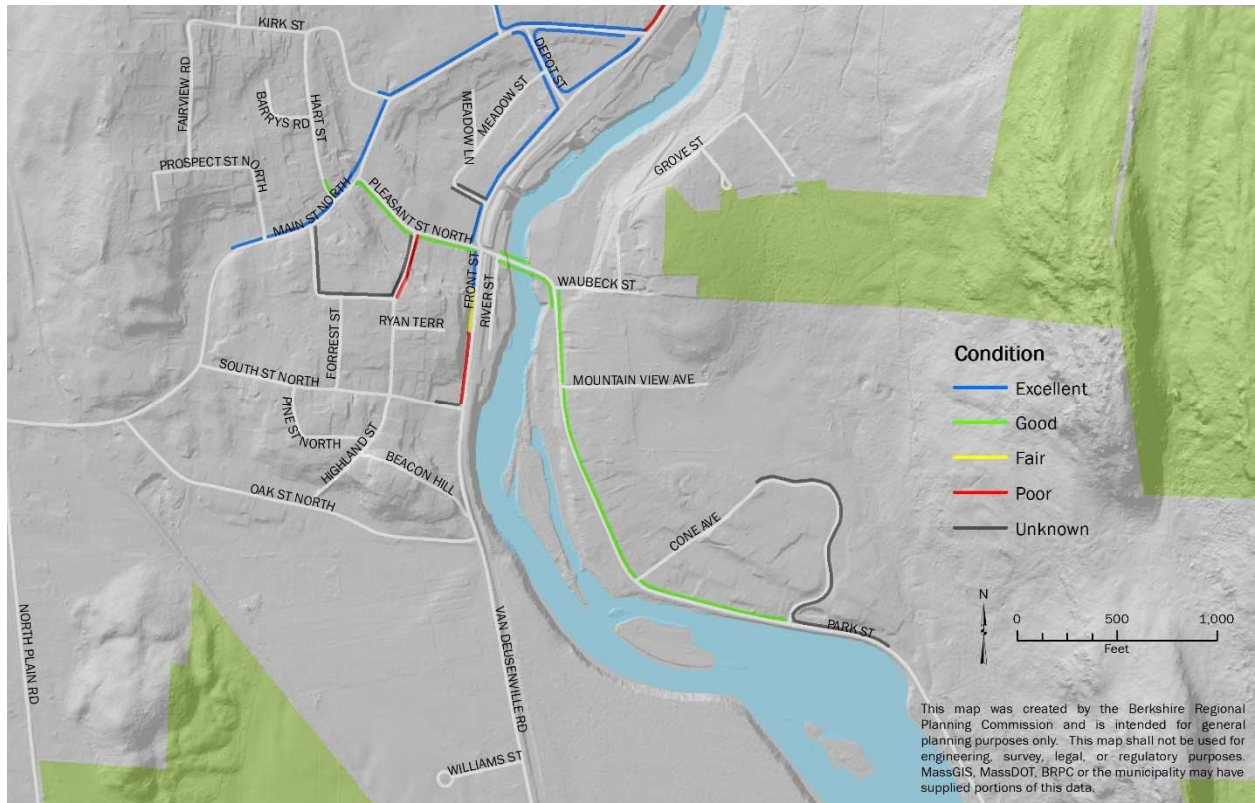 KIRK ST
FAIRVIEW RD
BARRYS RD
HART ST
PROSPECT ST NORTH
MAIN ST NORTH
PLEASANT ST NORTH
MEADOW LN
MEADOW ST
DEPOT ST
GROVE ST
FRONT ST
RIVER ST
WAUBECK ST
RYAN TERR
FORREST ST
SOUTH ST NORTH
MOUNTAIN VIEW AVE
PINE ST NORTH
HIGHLAND ST
BEACON HILL
OAK ST NORTH
CONE AVE
PARK ST
NORTH PLAIN RD
VAN DEUSENVILLE RD
WILLIAMS ST
Condition
Excellent
Good
Fair
Poor
Unknown
N
0 500 1,000
Feet
This map was created by the Berkshire Regional
Planning Commission and is intended for general
planning purposes only. This map shall not be used for
engineering, survey, legal, or regulatory purposes.
MassGIS, MassDOT, BRPC or the municipality may have
supplied portions of this data.